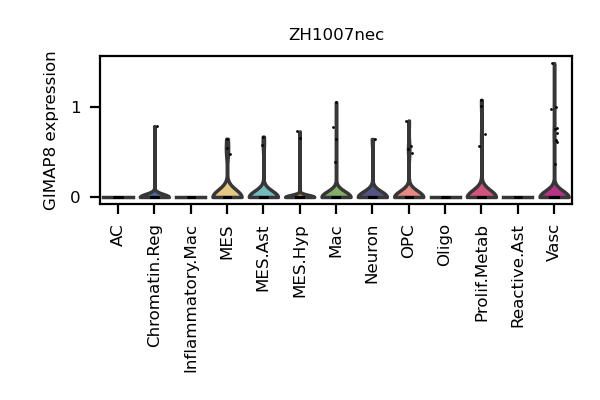 ZH1007nec
GIMAP8 expression
1
0
AC
Chromatin.Reg
Inflammatory.Mac
MES
MES.Ast
MES.Hyp
Mac
Neuron
OPC
Oligo
Prolif.Metab
Reactive.Ast
Vasc